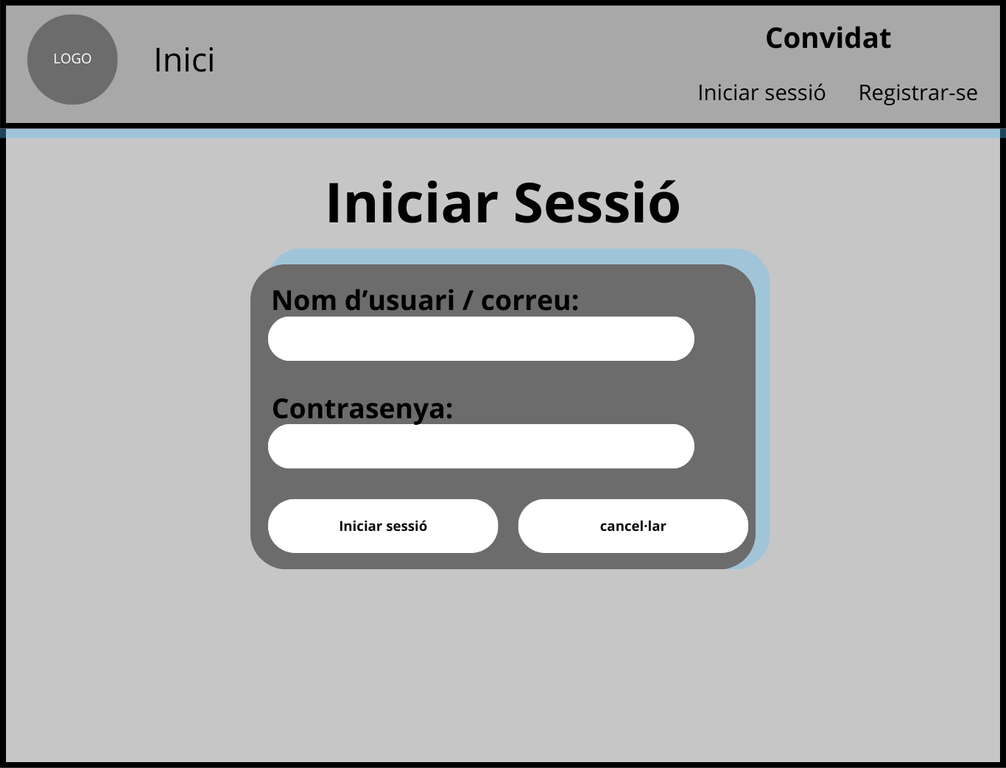 LOGO
Inici
Convidat
Iniciar sessió
Registrar-se
Iniciar Sessió
Nom d’usuari / correu:
Contrasenya:
Iniciar sessió
cancel·lar